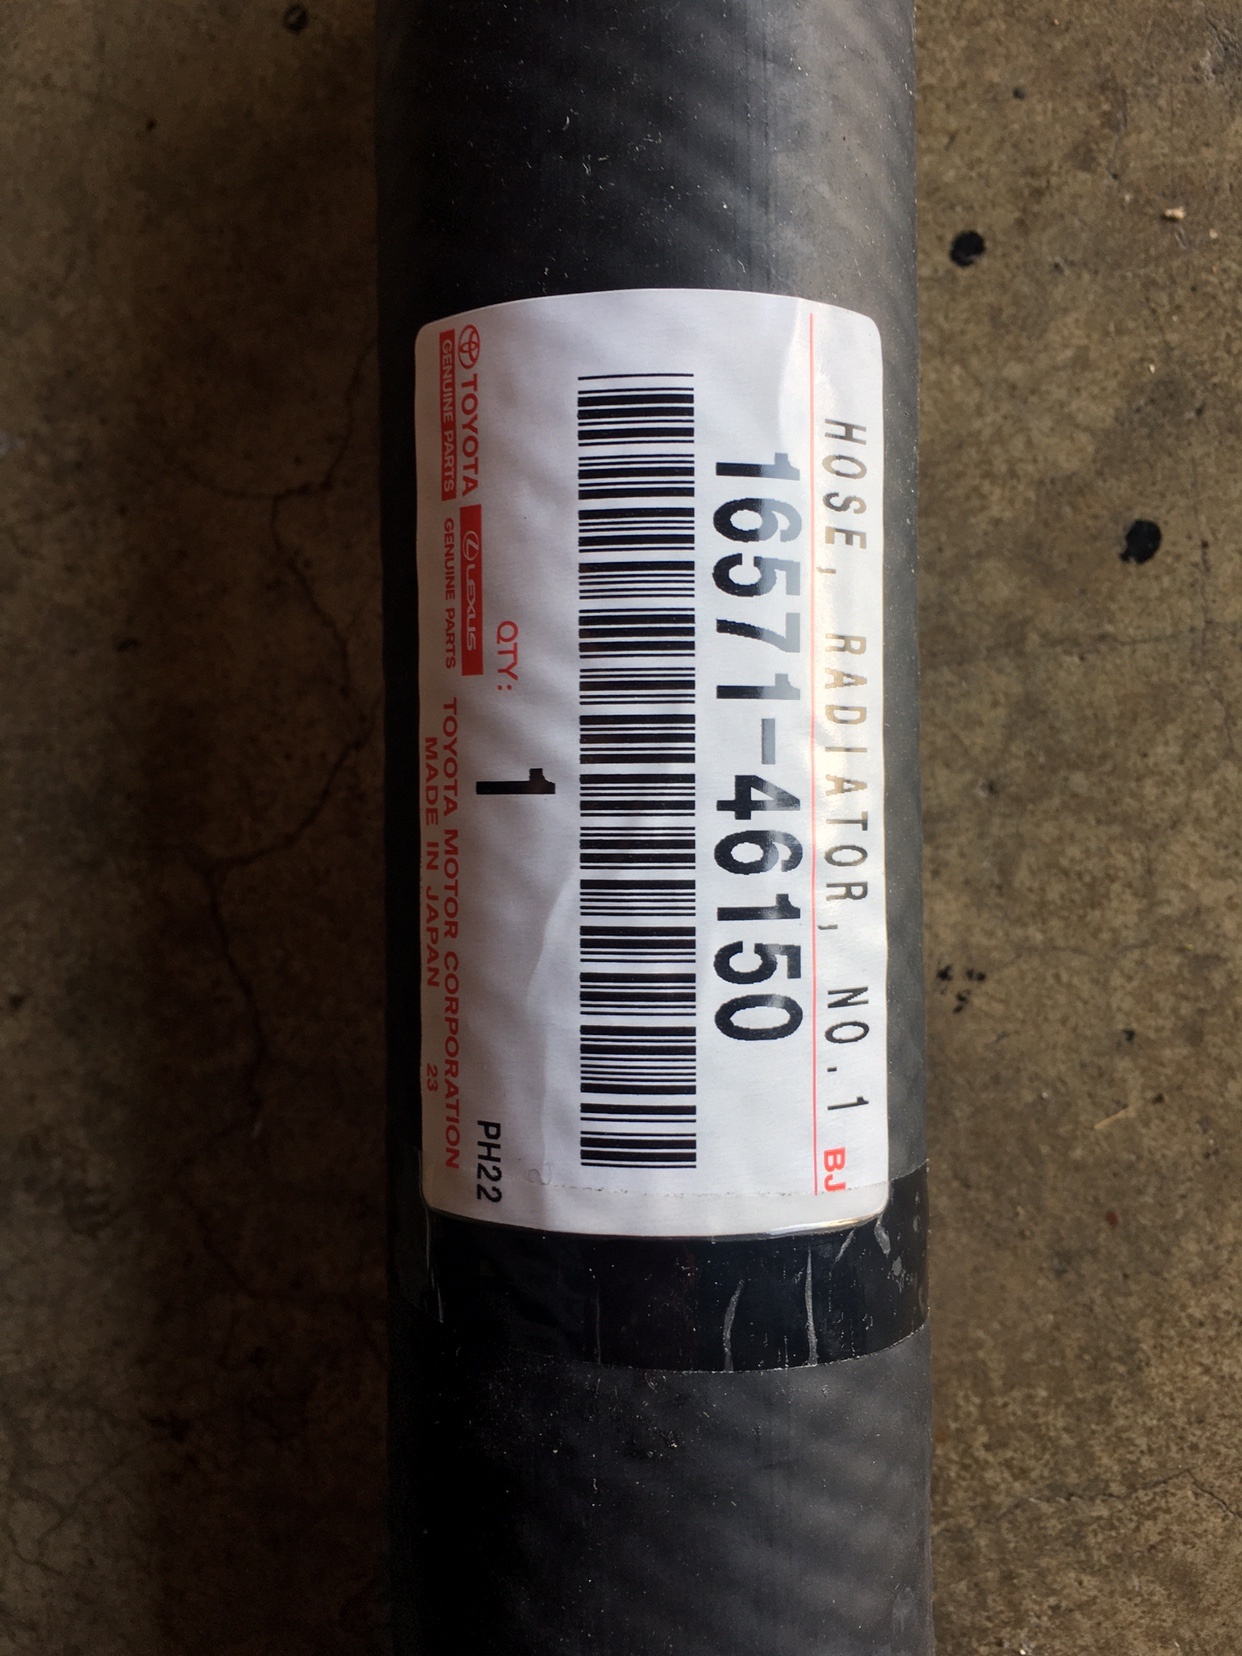 HOSE, RADIATOR, NO.1
BJ
16571-46150
QTY: 1
TOYOTA
GENUINE PARTS
LEXUS
GENUINE PARTS
TOYOTA MOTOR CORPORATION
MADE IN JAPAN 23
PH22